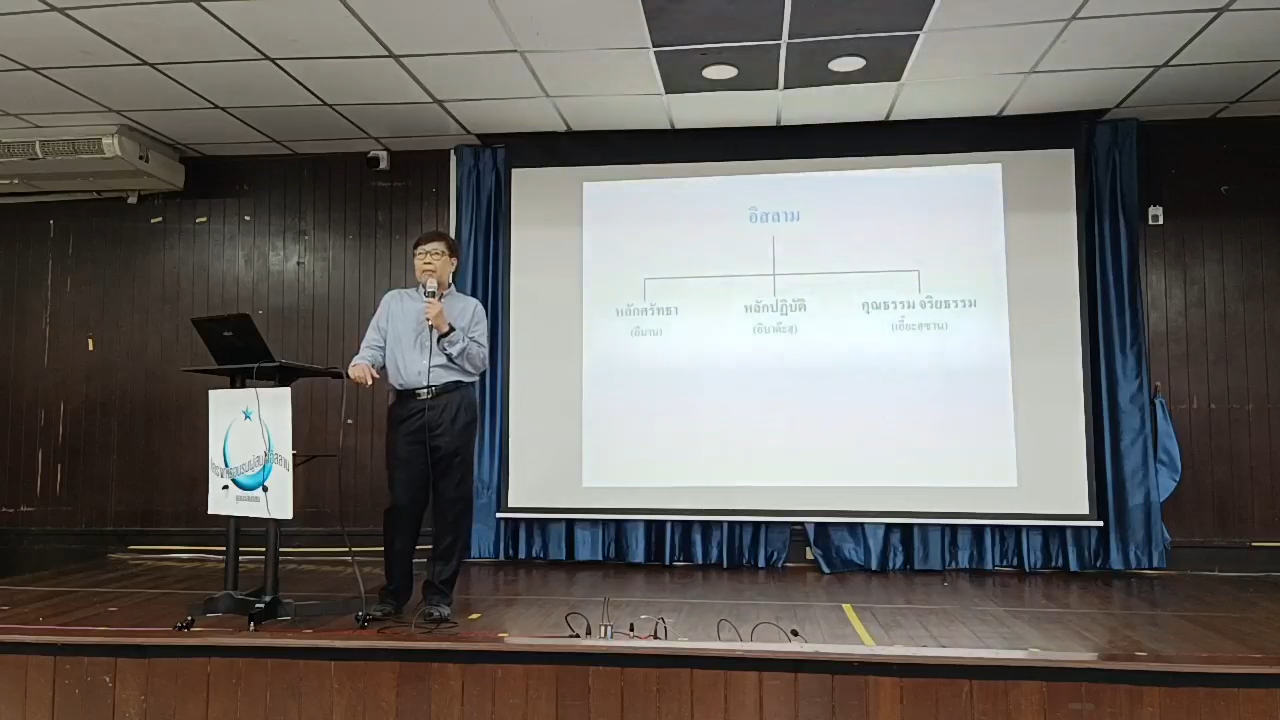 อิสลาม
หลักศรัทธา
(อีมาน)
หลักปฏิบัติ
(อิบาดะฮฺ)
คุณธรรม จริยธรรม
(เอี๊ยะฮฺซาน)